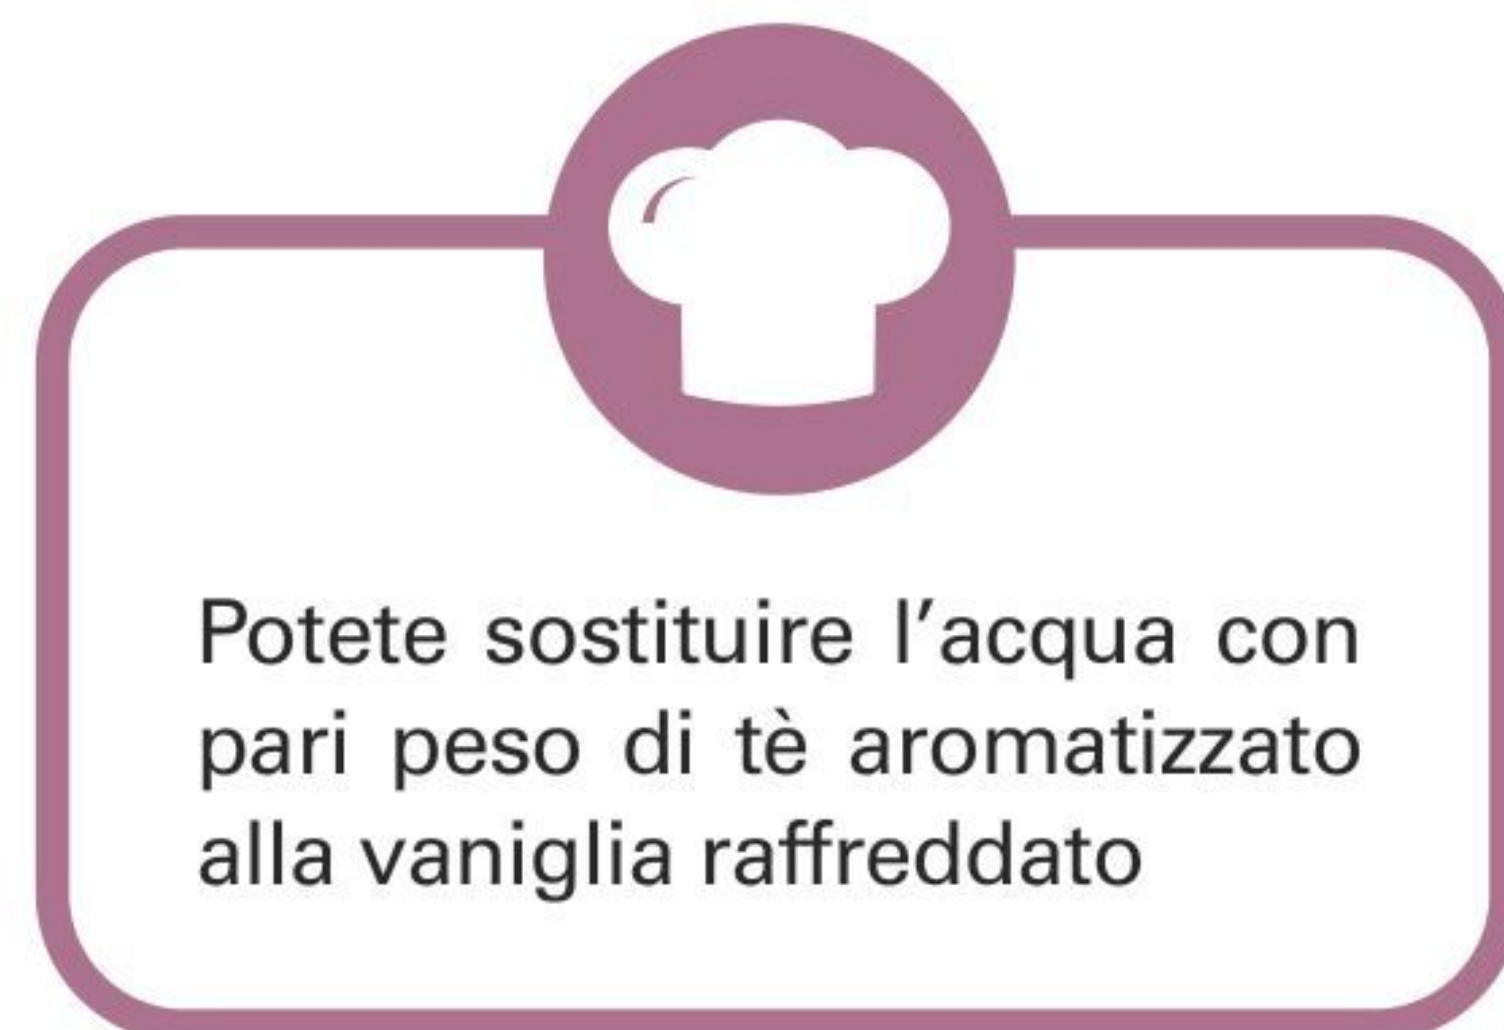 Potete sostituire l’acqua con
pari peso di tè aromatizzato
alla vaniglia raffreddato